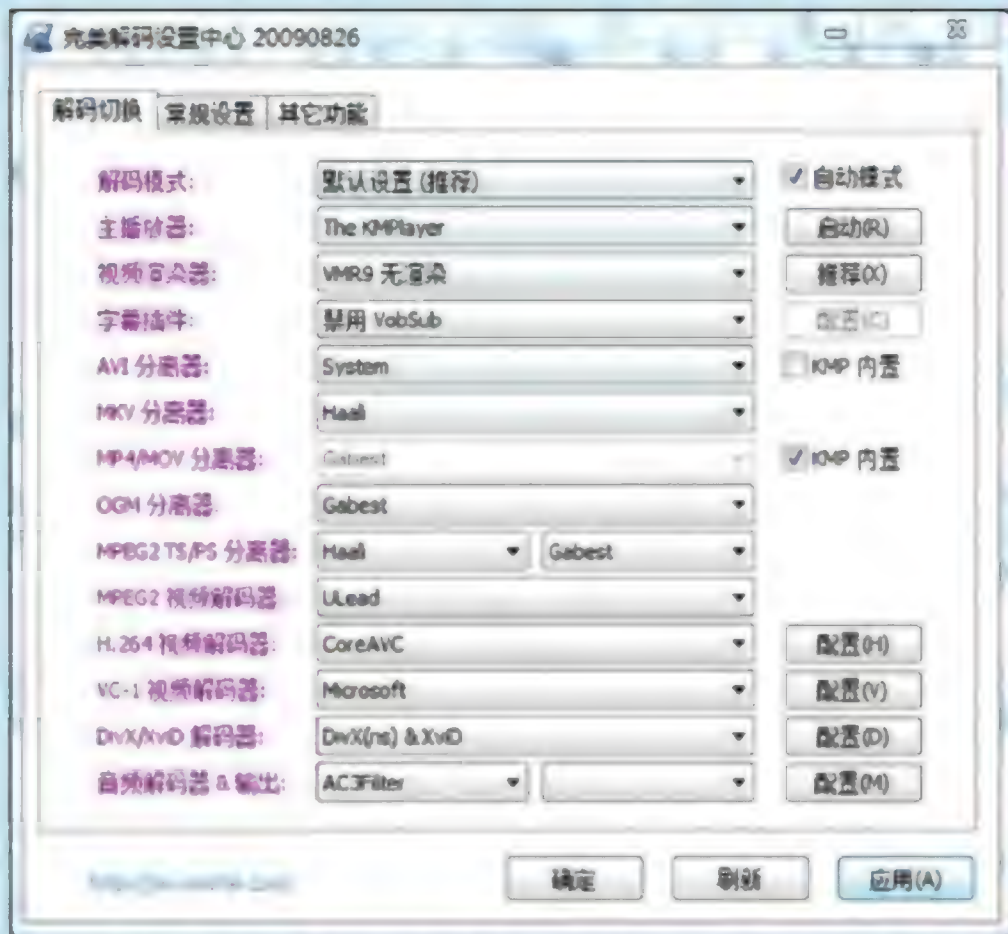 完美解码设置中心 20090826
解码切换 常规设置 其它功能
解码模式: 默认设置 (推荐) 自动模式
主播放器: The KMPlayer 启动(R)
视频渲染器: VMR9 无渲染 推荐(X)
字幕插件: 禁用 VobSub 配置(C)
AVI 分离器: System KMP 内置
MKV 分离器: Haali
MP4/MOV 分离器: Gabest KMP 内置
OGM 分离器: Gabest
MPEG2 TS/PS 分离器: Haali Gabest
MPEG2 视频解码器: ULead
H.264 视频解码器: CoreAVC 配置(H)
VC-1 视频解码器: Microsoft 配置(V)
DivX/XviD 解码器: DivX(ns) & XviD 配置(D)
音频解码器 & 输出: AC3Filter 配置(M)
确定 刷新 应用(A)